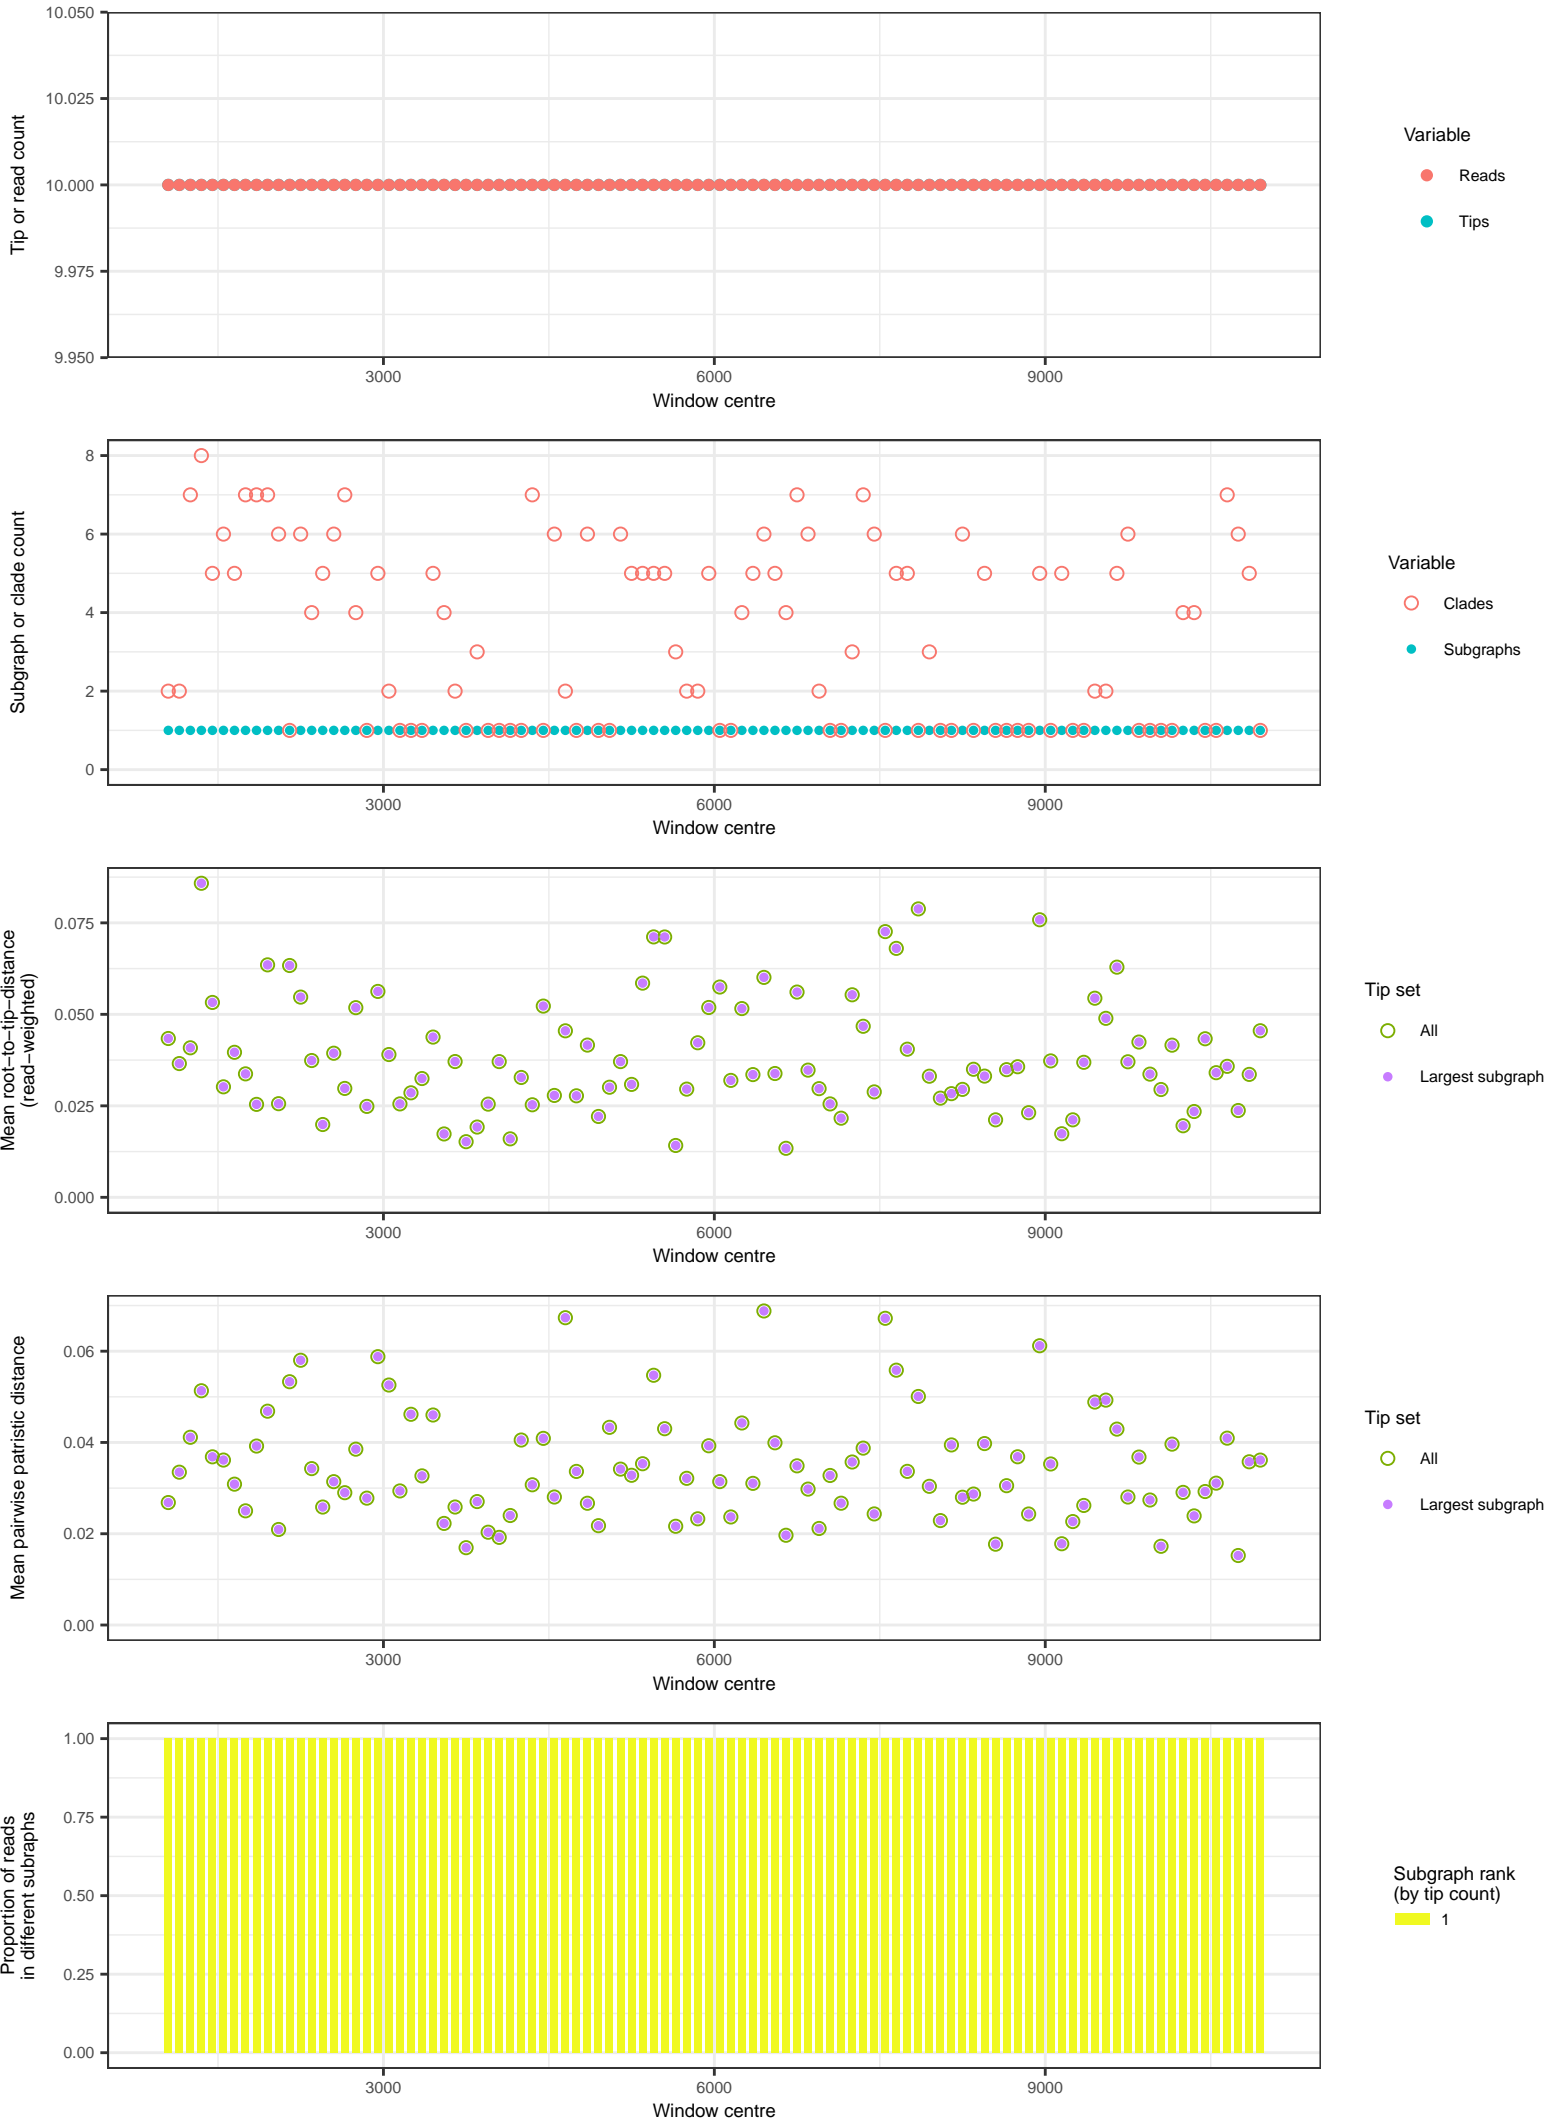 10.050
10.025
10.000
9.975
9.950
Tip or read count
3000
6000
9000
Window centre
Variable
Reads
Tips
8
6
4
2
0
Subgraph or clade count
3000
6000
9000
Window centre
Variable
Clades
Subgraphs
0.075
0.050
0.025
0.000
Mean root−to−tip−distance
(read−weighted)
3000
6000
9000
Window centre
Tip set
All
Largest subgraph
0.06
0.04
0.02
0.00
Mean pairwise patristic distance
3000
6000
9000
Window centre
Tip set
All
Largest subgraph
1.00
0.75
0.50
0.25
0.00
Proportion of reads
in different subraphs
3000
6000
9000
Window centre
Subgraph rank
(by tip count)
1